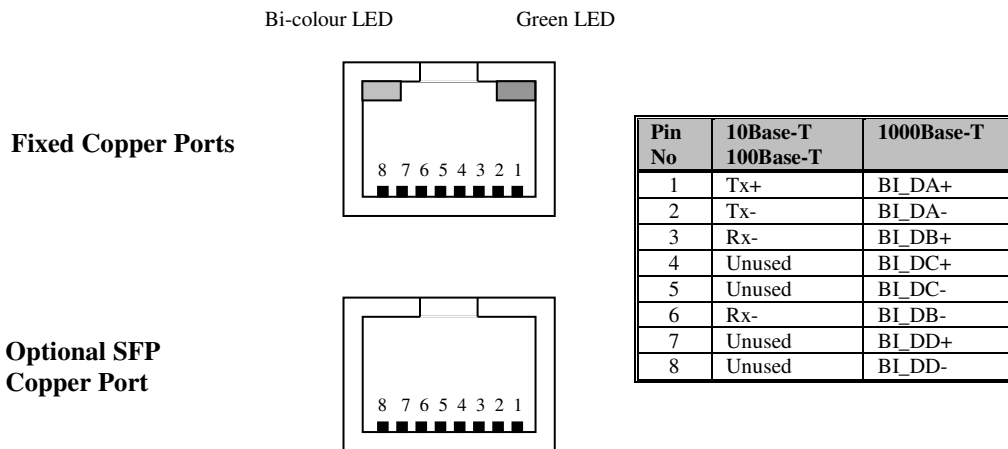 Bi-colour LED Green LED
Fixed Copper Ports
8 7 6 5 4 3 2 1
Optional SFP
Copper Port
8 7 6 5 4 3 2 1
Pin No 10Base-T 100Base-T 1000Base-T
1 Tx+ BI_DA+
2 Tx- BI_DA-
3 Rx- BI_DB+
4 Unused BI_DC+
5 Unused BI_DC-
6 Rx- BI_DB-
7 Unused BI_DD+
8 Unused BI_DD-